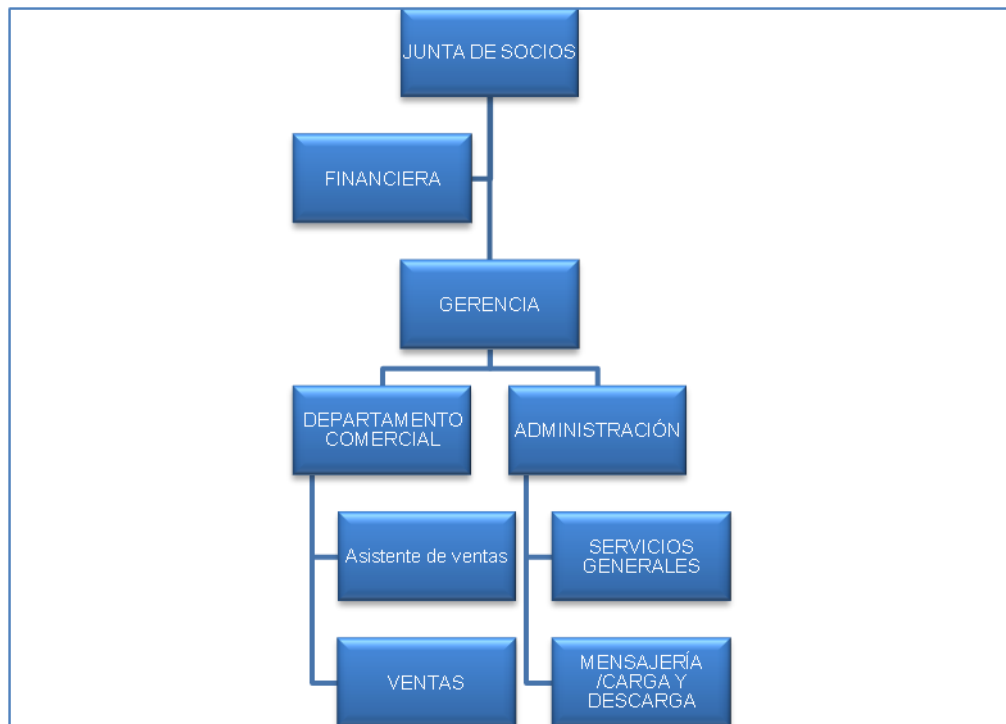 JUNTA DE SOCIOS
FINANCIERA
GERENCIA
DEPARTAMENTO
COMERCIAL
ADMINISTRACIÓN
Asistente de ventas
SERVICIOS
GENERALES
VENTAS
MENSAJERÍA
/CARGA Y
DESCARGA